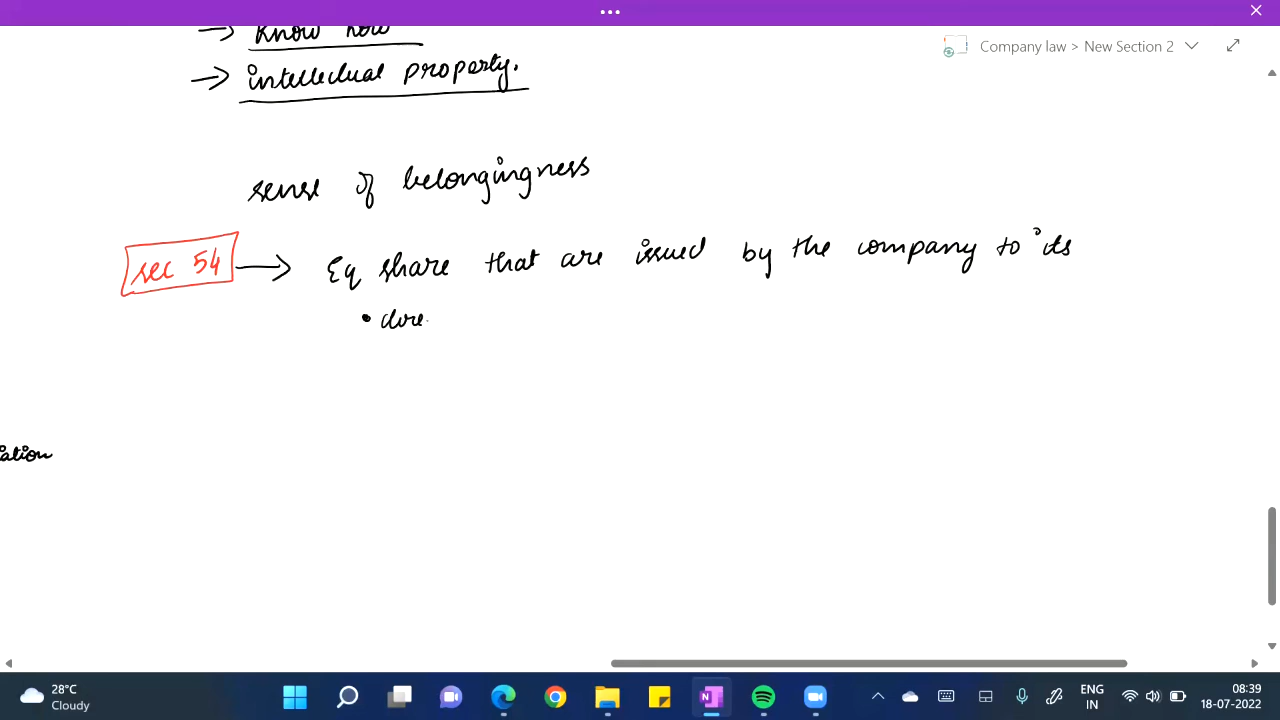 Company law > New Section 2
→ know how
→ intellectual property.
sense of belongingness
sec 54 → Eq share that are issued by the company to its
• dire
iation
28°C
Cloudy
ENG
IN
08:39
18-07-2022